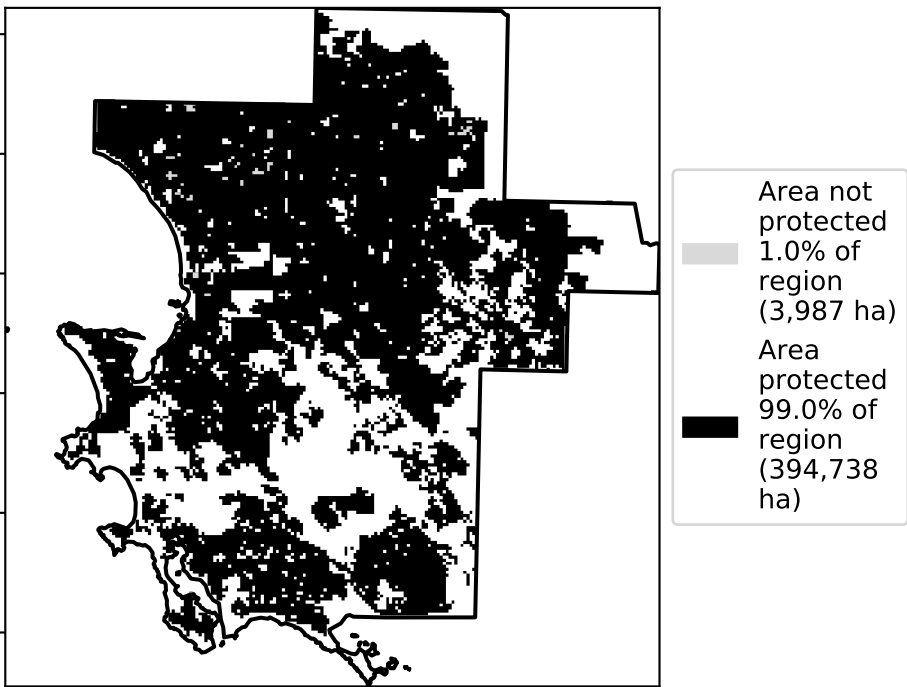 Area not
protected
1.0% of
region
(3,987 ha)
Area
protected
99.0% of
region
(394,738
ha)